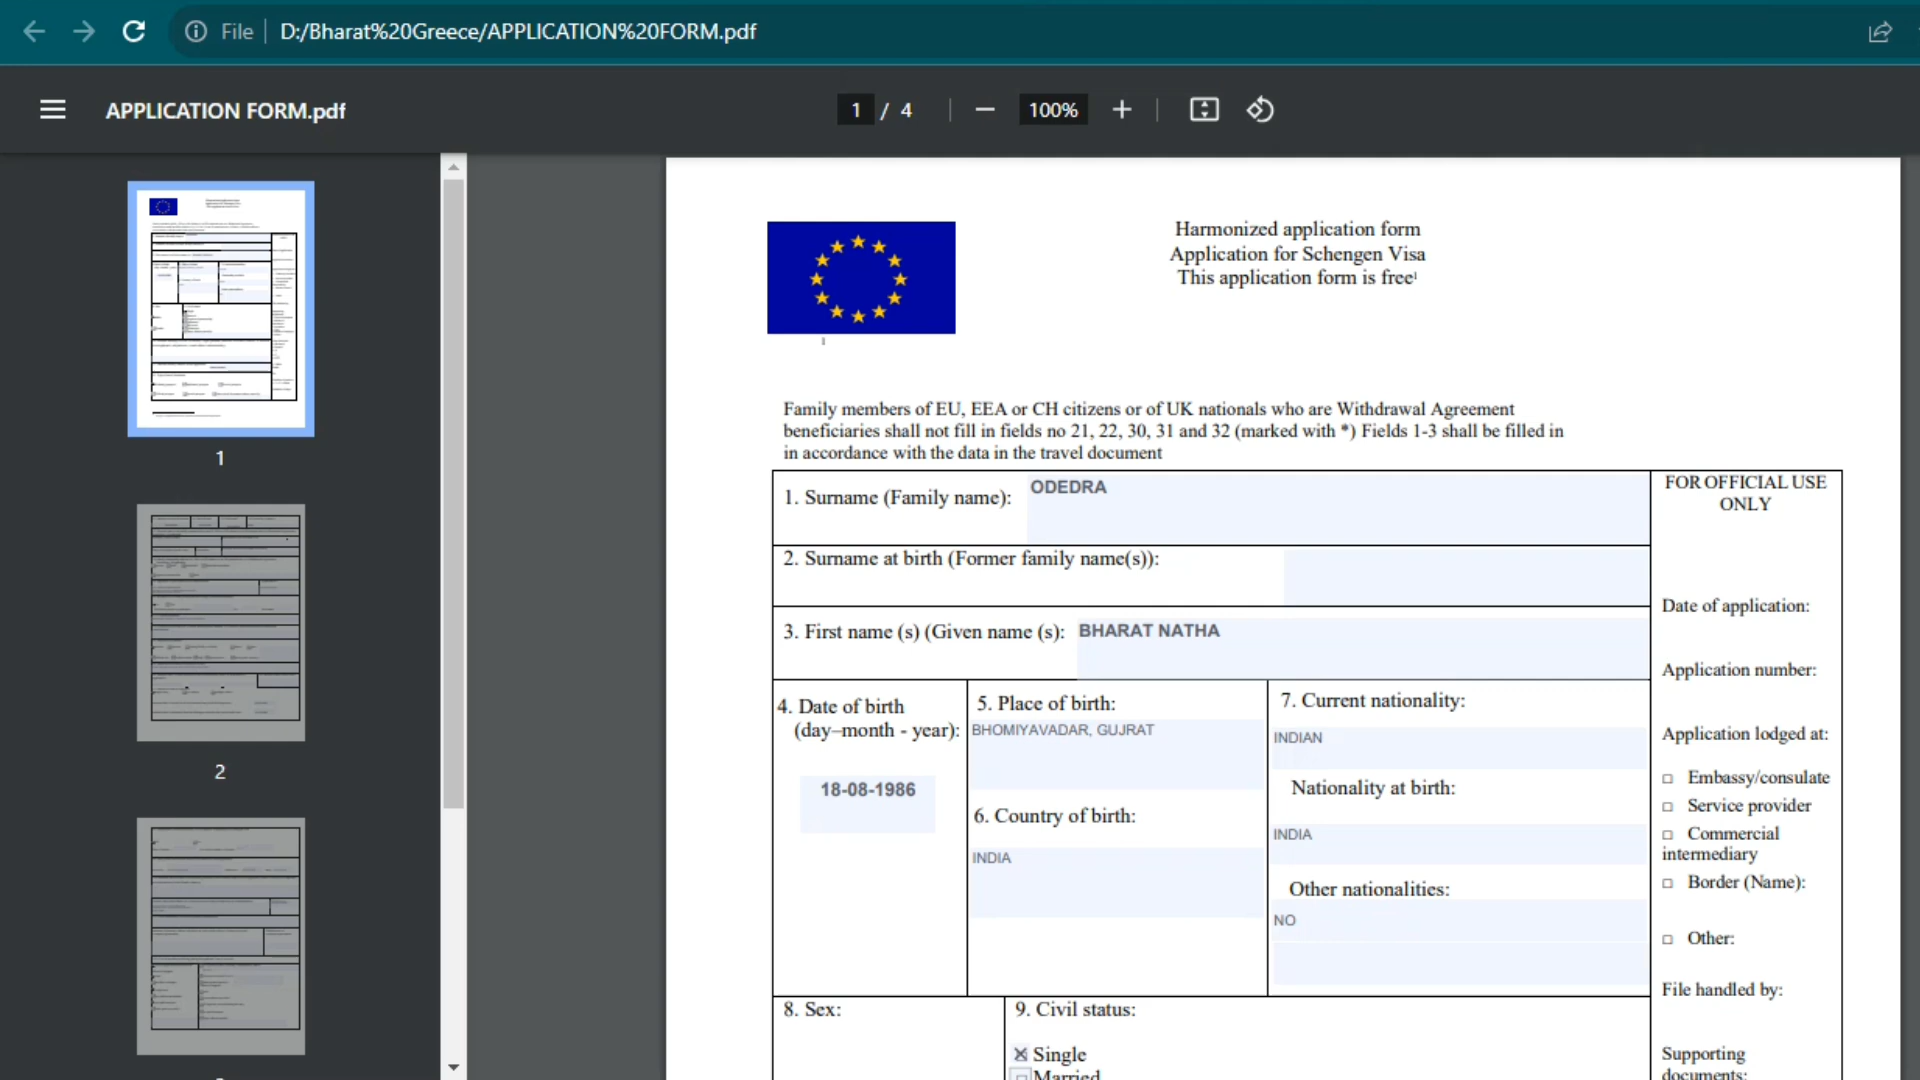 File
D:/Bharat%20Greece/APPLICATION%20FORM.pdf
APPLICATION FORM.pdf
1 / 4
100%
1
2
Harmonized application form
Application for Schengen Visa
This application form is free¹
Family members of EU, EEA or CH citizens or of UK nationals who are Withdrawal Agreement
beneficiaries shall not fill in fields no 21, 22, 30, 31 and 32 (marked with *) Fields 1-3 shall be filled in
in accordance with the data in the travel document
1. Surname (Family name): ODEDRA
2. Surname at birth (Former family name(s)):
3. First name (s) (Given name (s): BHARAT NATHA
4. Date of birth
(day–month - year):
18-08-1986
5. Place of birth:
BHOMIYAVADAR, GUJRAT
6. Country of birth:
INDIA
7. Current nationality:
INDIAN
Nationality at birth:
INDIA
Other nationalities:
NO
8. Sex:
9. Civil status:
Single
Married
FOR OFFICIAL USE
ONLY
Date of application:
Application number:
Application lodged at:
□ Embassy/consulate
□ Service provider
□ Commercial
intermediary
□ Border (Name):
□ Other:
File handled by:
Supporting
documents: